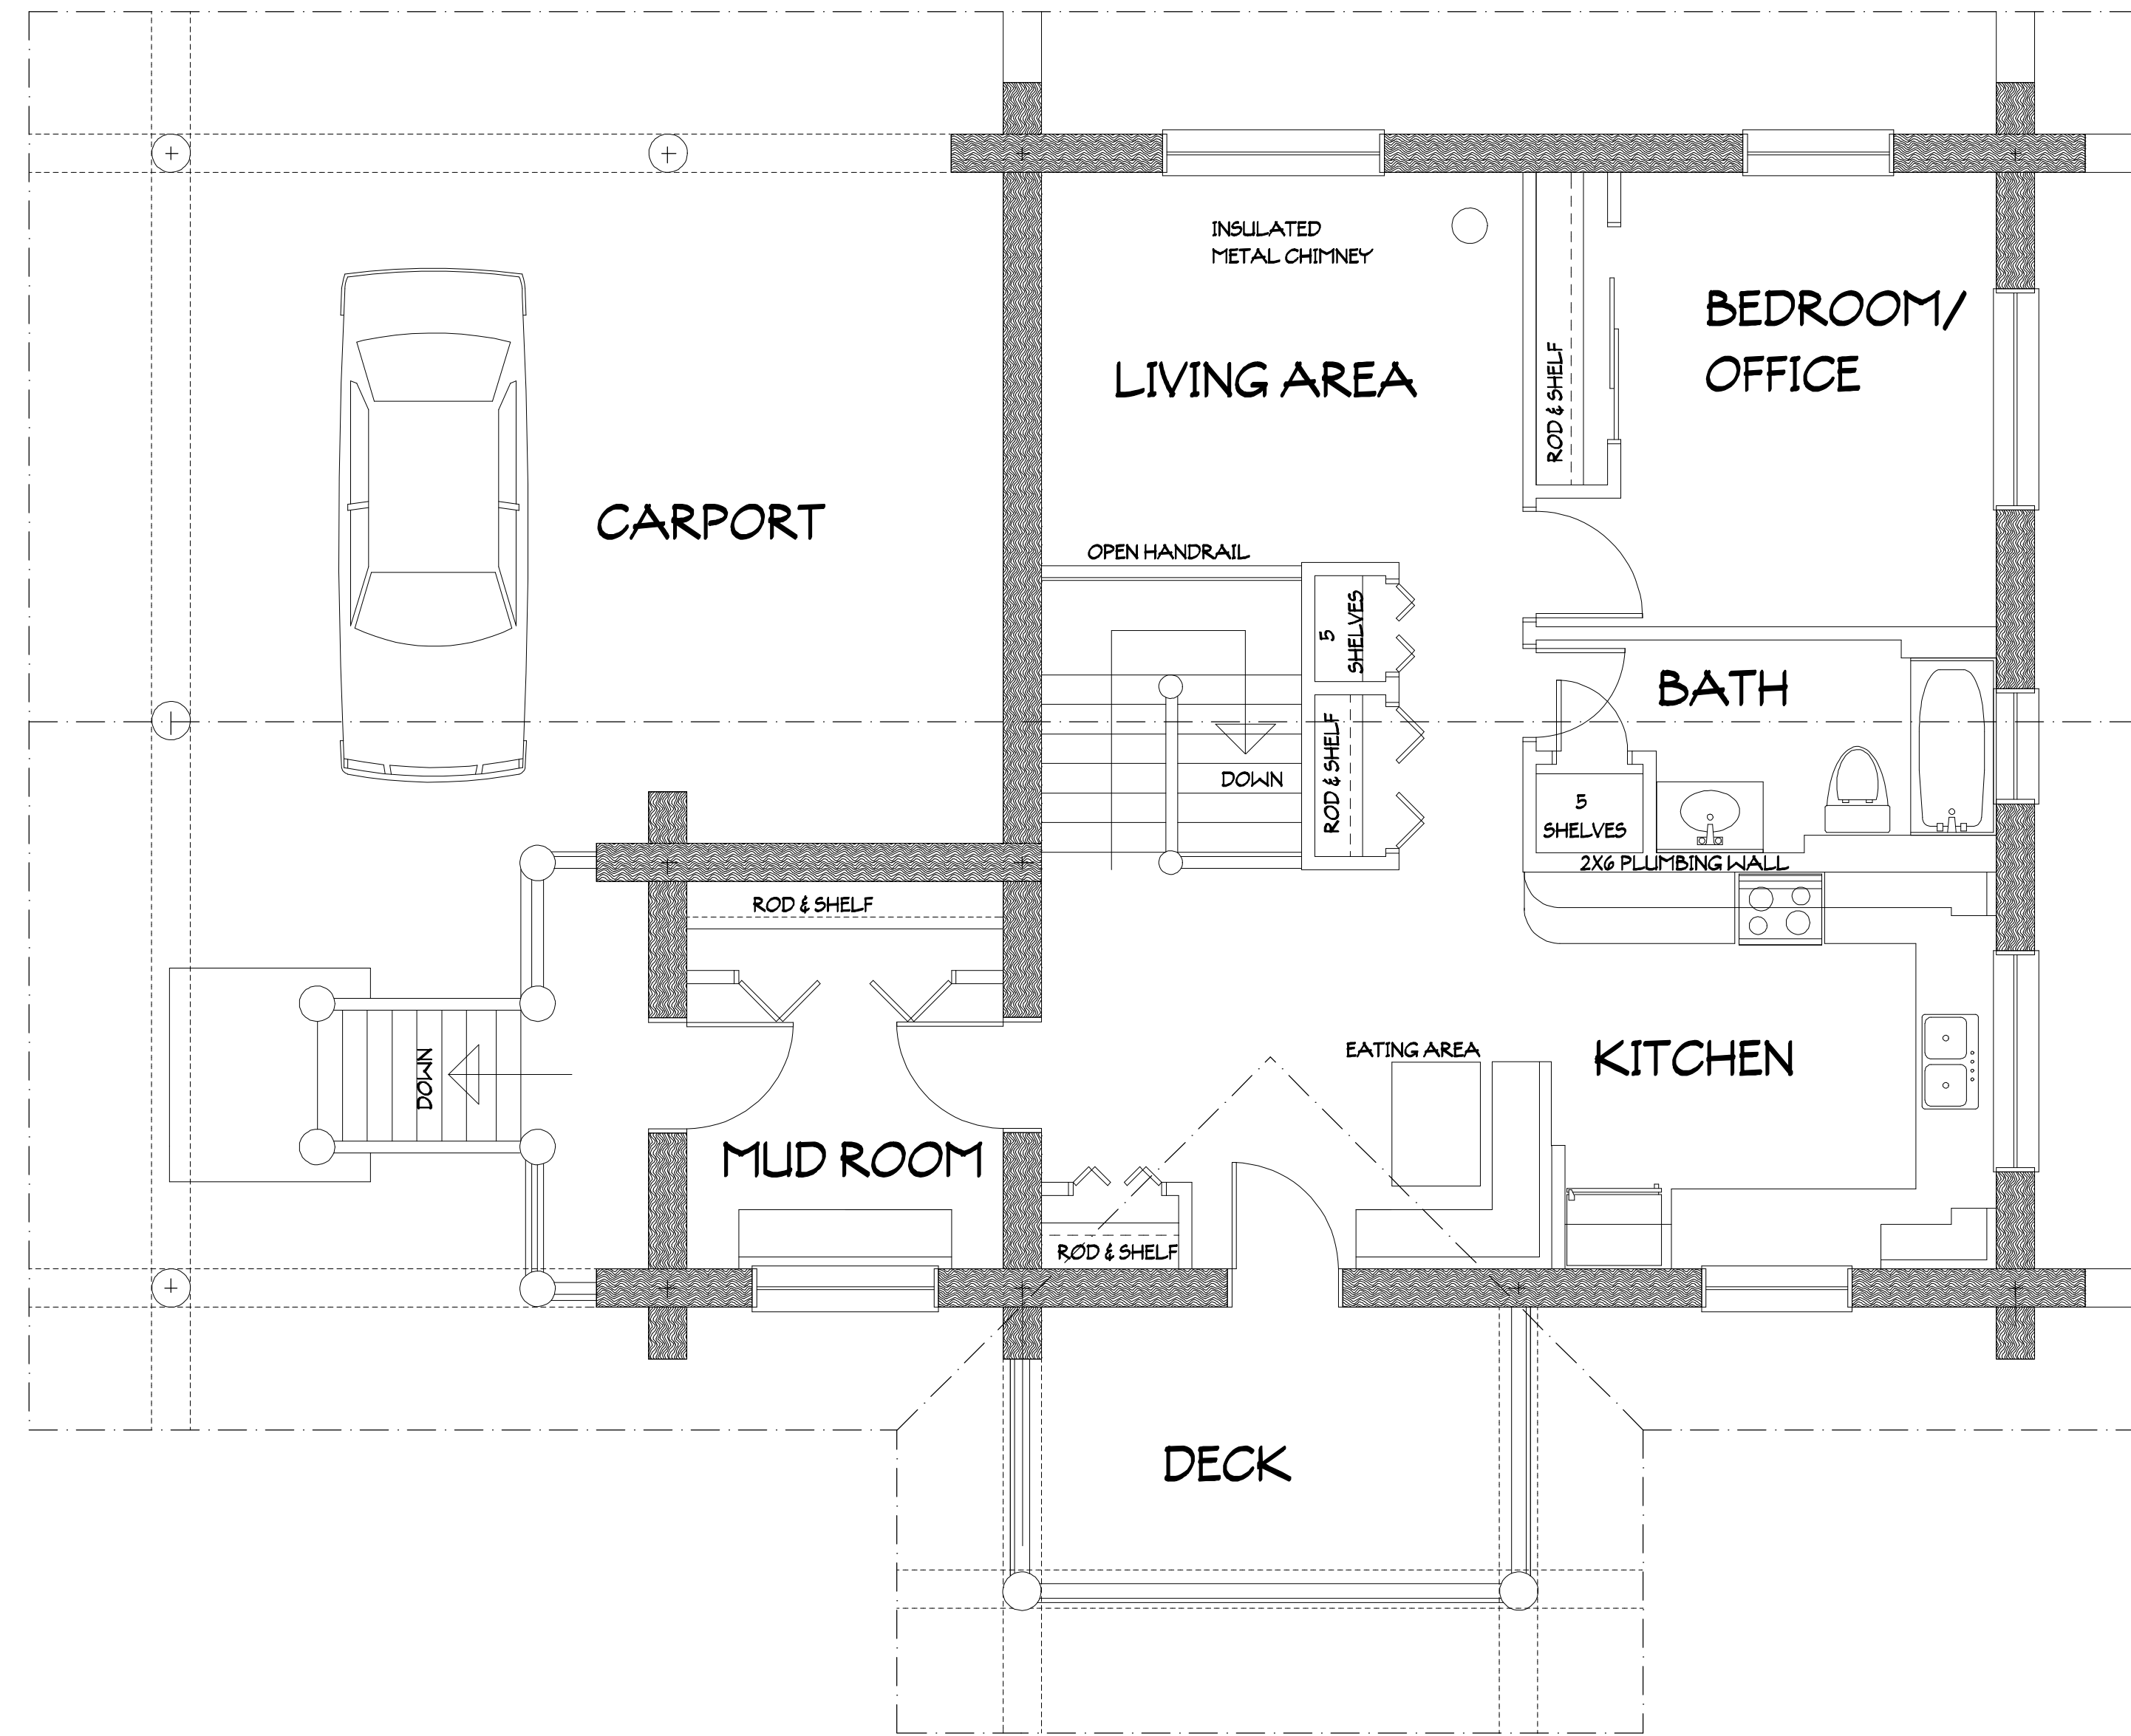 INSULATED
METAL CHIMNEY
BEDROOM/
OFFICE
LIVING AREA
ROD & SHELF
CARPORT
OPEN HANDRAIL
5
SHELVES
BATH
ROD & SHELF
DOWN
5
SHELVES
2X6 PLUMBING WALL
ROD & SHELF
EATING AREA
KITCHEN
DOWN
MUD ROOM
ROD & SHELF
DECK